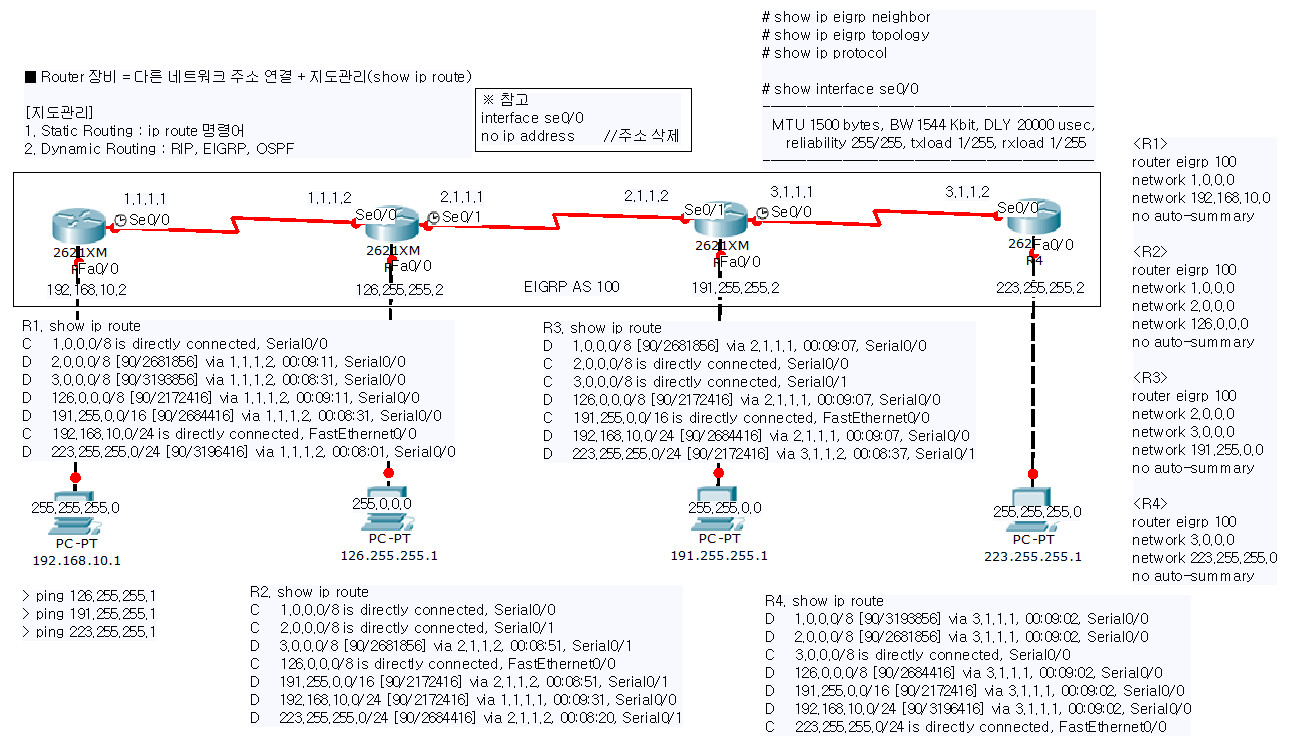 # show ip eigrp neighbor
# show ip eigrp topology
# show ip protocol
# show interface se0/0
MTU 1500 bytes, BW 1544 Kbit, DLY 20000 usec,
reliability 255/255, txload 1/255, rxload 1/255
■ Router 장비 = 다른 네트워크 주소 연결 + 지도관리(show ip route)
[지도관리]
1. Static Routing : ip route 명령어
2. Dynamic Routing : RIP, EIGRP, OSPF
※ 참고
interface se0/0
no ip address //주소 삭제
1.1.1.1
1.1.1.2
2.1.1.1
2.1.1.2
3.1.1.1
3.1.1.2
Se0/0
Se0/0
Se0/1
Se0/1
Se0/0
Se0/0
2621XM
2621XM
2621XM
262
Fa0/0
Fa0/0
Fa0/0
Fa0/0
R4
192.168.10.2
126.255.255.2
EIGRP AS 100
191.255.255.2
223.255.255.2
R1. show ip route
C 1.0.0.0/8 is directly connected, Serial0/0
D 2.0.0.0/8 [90/2681856] via 1.1.1.2, 00:09:11, Serial0/0
D 3.0.0.0/8 [90/3193856] via 1.1.1.2, 00:08:31, Serial0/0
D 126.0.0.0/8 [90/2172416] via 1.1.1.2, 00:09:11, Serial0/0
D 191.255.0.0/16 [90/2684416] via 1.1.1.2, 00:08:31, Serial0/0
C 192.168.10.0/24 is directly connected, FastEthernet0/0
D 223.255.255.0/24 [90/3196416] via 1.1.1.2, 00:08:01, Serial0/0
R3. show ip route
D 1.0.0.0/8 [90/2681856] via 2.1.1.1, 00:09:07, Serial0/0
C 2.0.0.0/8 is directly connected, Serial0/0
C 3.0.0.0/8 is directly connected, Serial0/1
D 126.0.0.0/8 [90/2172416] via 2.1.1.1, 00:09:07, Serial0/0
C 191.255.0.0/16 is directly connected, FastEthernet0/0
D 192.168.10.0/24 [90/2684416] via 2.1.1.1, 00:09:07, Serial0/0
D 223.255.255.0/24 [90/2172416] via 3.1.1.2, 00:08:37, Serial0/1
255.255.255.0
PC-PT
192.168.10.1
255.0.0.0
PC-PT
126.255.255.1
255.255.0.0
PC-PT
191.255.255.1
255.255.255.0
PC-PT
223.255.255.1
> ping 126.255.255.1
> ping 191.255.255.1
> ping 223.255.255.1
R2. show ip route
C 1.0.0.0/8 is directly connected, Serial0/0
C 2.0.0.0/8 is directly connected, Serial0/1
D 3.0.0.0/8 [90/2681856] via 2.1.1.2, 00:08:51, Serial0/1
C 126.0.0.0/8 is directly connected, FastEthernet0/0
D 191.255.0.0/16 [90/2172416] via 2.1.1.2, 00:08:51, Serial0/1
D 192.168.10.0/24 [90/2172416] via 1.1.1.1, 00:09:31, Serial0/0
D 223.255.255.0/24 [90/2684416] via 2.1.1.2, 00:08:20, Serial0/1
R4. show ip route
D 1.0.0.0/8 [90/3193856] via 3.1.1.1, 00:09:02, Serial0/0
D 2.0.0.0/8 [90/2681856] via 3.1.1.1, 00:09:02, Serial0/0
C 3.0.0.0/8 is directly connected, Serial0/0
D 126.0.0.0/8 [90/2684416] via 3.1.1.1, 00:09:02, Serial0/0
D 191.255.0.0/16 [90/2172416] via 3.1.1.1, 00:09:02, Serial0/0
D 192.168.10.0/24 [90/3196416] via 3.1.1.1, 00:09:02, Serial0/0
C 223.255.255.0/24 is directly connected, FastEthernet0/0
<R1>
router eigrp 100
network 1.0.0.0
network 192.168.10.0
no auto-summary
<R2>
router eigrp 100
network 1.0.0.0
network 2.0.0.0
network 126.0.0.0
no auto-summary
<R3>
router eigrp 100
network 2.0.0.0
network 3.0.0.0
network 191.255.0.0
no auto-summary
<R4>
router eigrp 100
network 3.0.0.0
network 223.255.255.0
no auto-summary